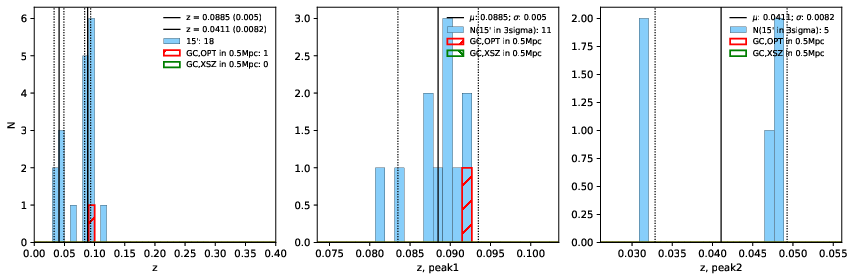 z = 0.0885 (0.005)
z = 0.0411 (0.0082)
15': 18
GC,OPT in 0.5Mpc: 1
GC,XSZ in 0.5Mpc: 0
6
5
4
3
2
1
0
N
0.00 0.05 0.10 0.15 0.20 0.25 0.30 0.35 0.40
z
μ: 0.0885; σ: 0.005
N(15' in 3sigma): 11
GC,OPT in 0.5Mpc
GC,XSZ in 0.5Mpc
3.0
2.5
2.0
1.5
1.0
0.5
0.0
0.075 0.080 0.085 0.090 0.095 0.100
z, peak1
μ: 0.0411; σ: 0.0082
N(15' in 3sigma): 5
GC,OPT in 0.5Mpc
GC,XSZ in 0.5Mpc
2.00
1.75
1.50
1.25
1.00
0.75
0.50
0.25
0.00
0.030 0.035 0.040 0.045 0.050 0.055
z, peak2